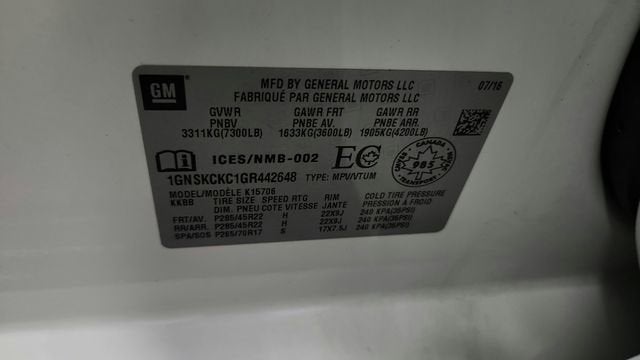 GM
MFD BY GENERAL MOTORS LLC 07/16
FABRIQUÉ PAR GENERAL MOTORS LLC
GVWR GAWR FRT GAWR RR
PNBV PNBE AV. PNBE ARR.
3311KG(7300LB) 1633KG(3600LB) 1905KG(4200LB)
ICES/NMB-002 EC
CANADA
985
1GNSKCKC1GR442648 TYPE: MPV/VTUM
MODEL/MODÈLE K15706
KKBB TIRE SIZE SPEED RTG RIM COLD TIRE PRESSURE
DIM. PNEU COTE VITESSE JANTE PRESSION À FROID
FRT/AV. P285/45R22 H 22X9J 240 KPA(35PSI)
RR/ARR. P285/45R22 H 22X9J 240 KPA(35PSI)
SPA/SOS P265/70R17 S 17X7.5J 240 KPA(35PSI)